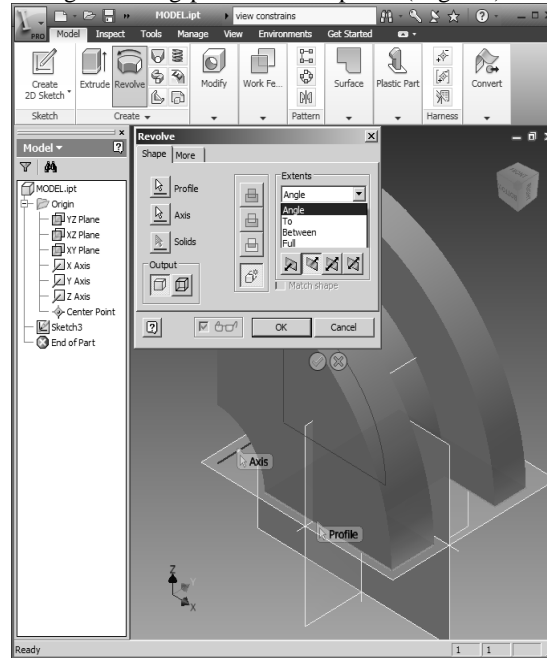 MODEL.ipt view constrains
PRO Model Inspect Tools Manage View Environments Get Started
Create
2D Sketch
Extrude Revolve
Modify
Work Fe...
Surface
Plastic Part
Convert
Sketch Create Pattern Harness
Model
MODEL.ipt
Origin
YZ Plane
XZ Plane
XY Plane
X Axis
Y Axis
Z Axis
Center Point
Sketch3
End of Part
Revolve
Shape More
Profile
Axis
Solids
Output
Extents
Angle
Angle
To
Between
Full
Match shape
OK Cancel
Axis
Profile
Z
X
Ready 1 1